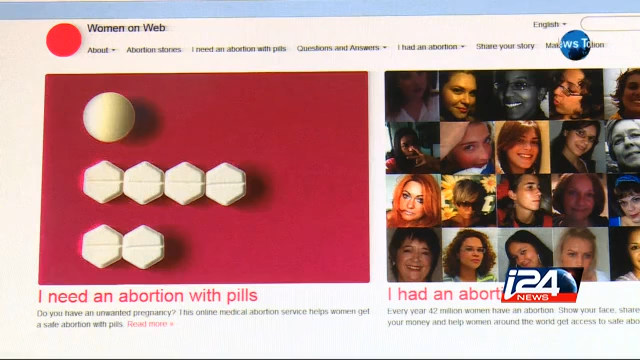 Women on Web
English
About Abortion stories I need an abortion with pills Questions and Answers I had an abortion Share your story
I need an abortion with pills
I had an
Do you have an unwanted pregnancy? This online medical abortion service helps women get
a safe abortion with pills. Read more »
Every year 42 million women have an abortion. Show your face, share
your money and help women around the world get access to safe
i24
NEWS